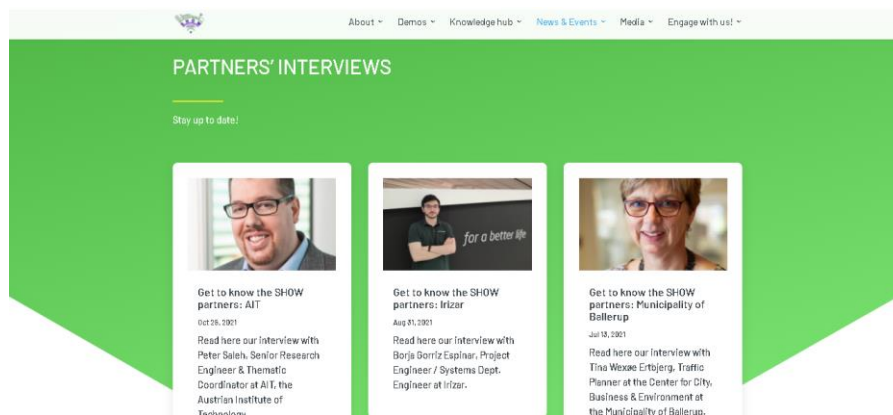 About Demos Knowledge hub News & Events Media Engage with us!
PARTNERS' INTERVIEWS
Stay up to date!
for a better life
Get to know the SHOW
partners: AIT
Oct 26, 2021
Read here our interview with
Peter Saleh, Senior Research
Engineer & Thematic
Coordinator at AIT, the
Austrian Institute of
Technology.
Get to know the SHOW
partners: Irizar
Aug 31, 2021
Read here our interview with
Borja Gorriz Espinar, Project
Engineer / Systems Dept.
Engineer at Irizar.
Get to know the SHOW
partners: Municipality of
Ballerup
Jul 13, 2021
Read here our interview with
Tina Wexøe Ertbjerg, Traffic
Planner at the Center for City,
Business & Environment at
the Municipality of Ballerup.